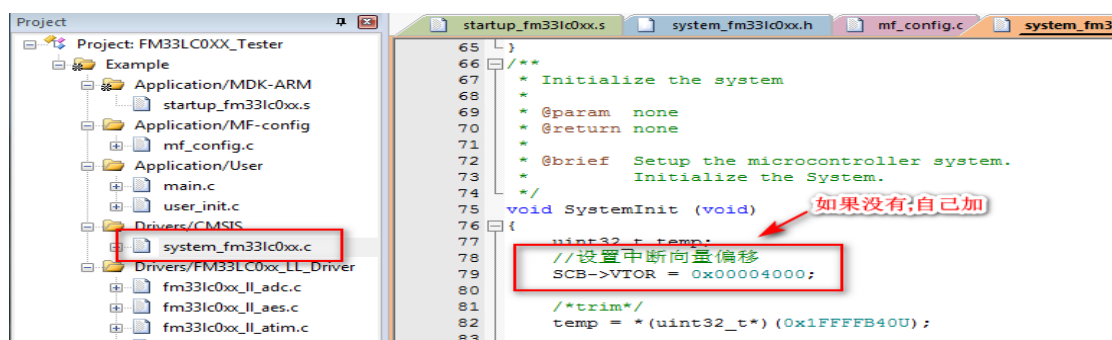 Project
startup_fm33lc0xx.s
system_fm33lc0xx.h
mf_config.c
system_fm3
Project: FM33LC0XX_Tester
Example
Application/MDK-ARM
startup_fm33lc0xx.s
Application/MF-config
mf_config.c
Application/User
main.c
user_init.c
Drivers/CMSIS
system_fm33lc0xx.c
Drivers/FM33LC0xx_LL_Driver
fm33lc0xx_ll_adc.c
fm33lc0xx_ll_aes.c
fm33lc0xx_ll_atim.c
65 }
66 /**
67 * Initialize the system
68 *
69 * @param none
70 * @return none
71 *
72 * @brief Setup the microcontroller system.
73 * Initialize the System.
74 */
75 void SystemInit (void)
如果没有,自己加
76 {
77 uint32_t temp;
78 //设置中断向量偏移
79 SCB->VTOR = 0x00004000;
80
81 /*trim*/
82 temp = *(uint32_t*)(0x1FFFFB40U);
83